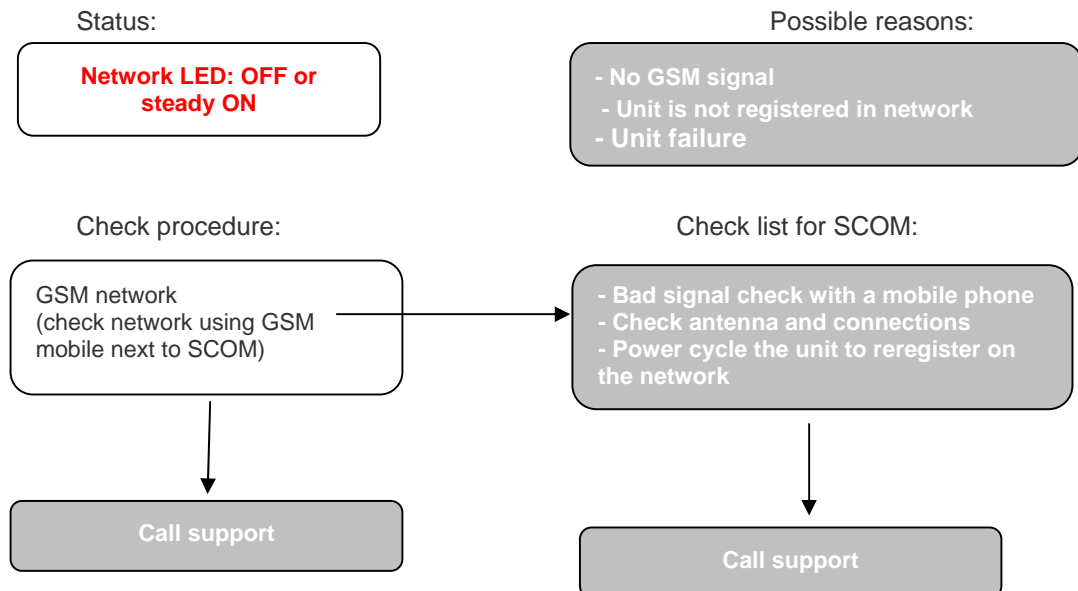 Status:
Possible reasons:
Network LED: OFF or
steady ON
- No GSM signal
- Unit is not registered in network
- Unit failure
Check procedure:
Check list for SCOM:
GSM network
(check network using GSM
mobile next to SCOM)
- Bad signal check with a mobile phone
- Check antenna and connections
- Power cycle the unit to reregister on
the network
Call support
Call support